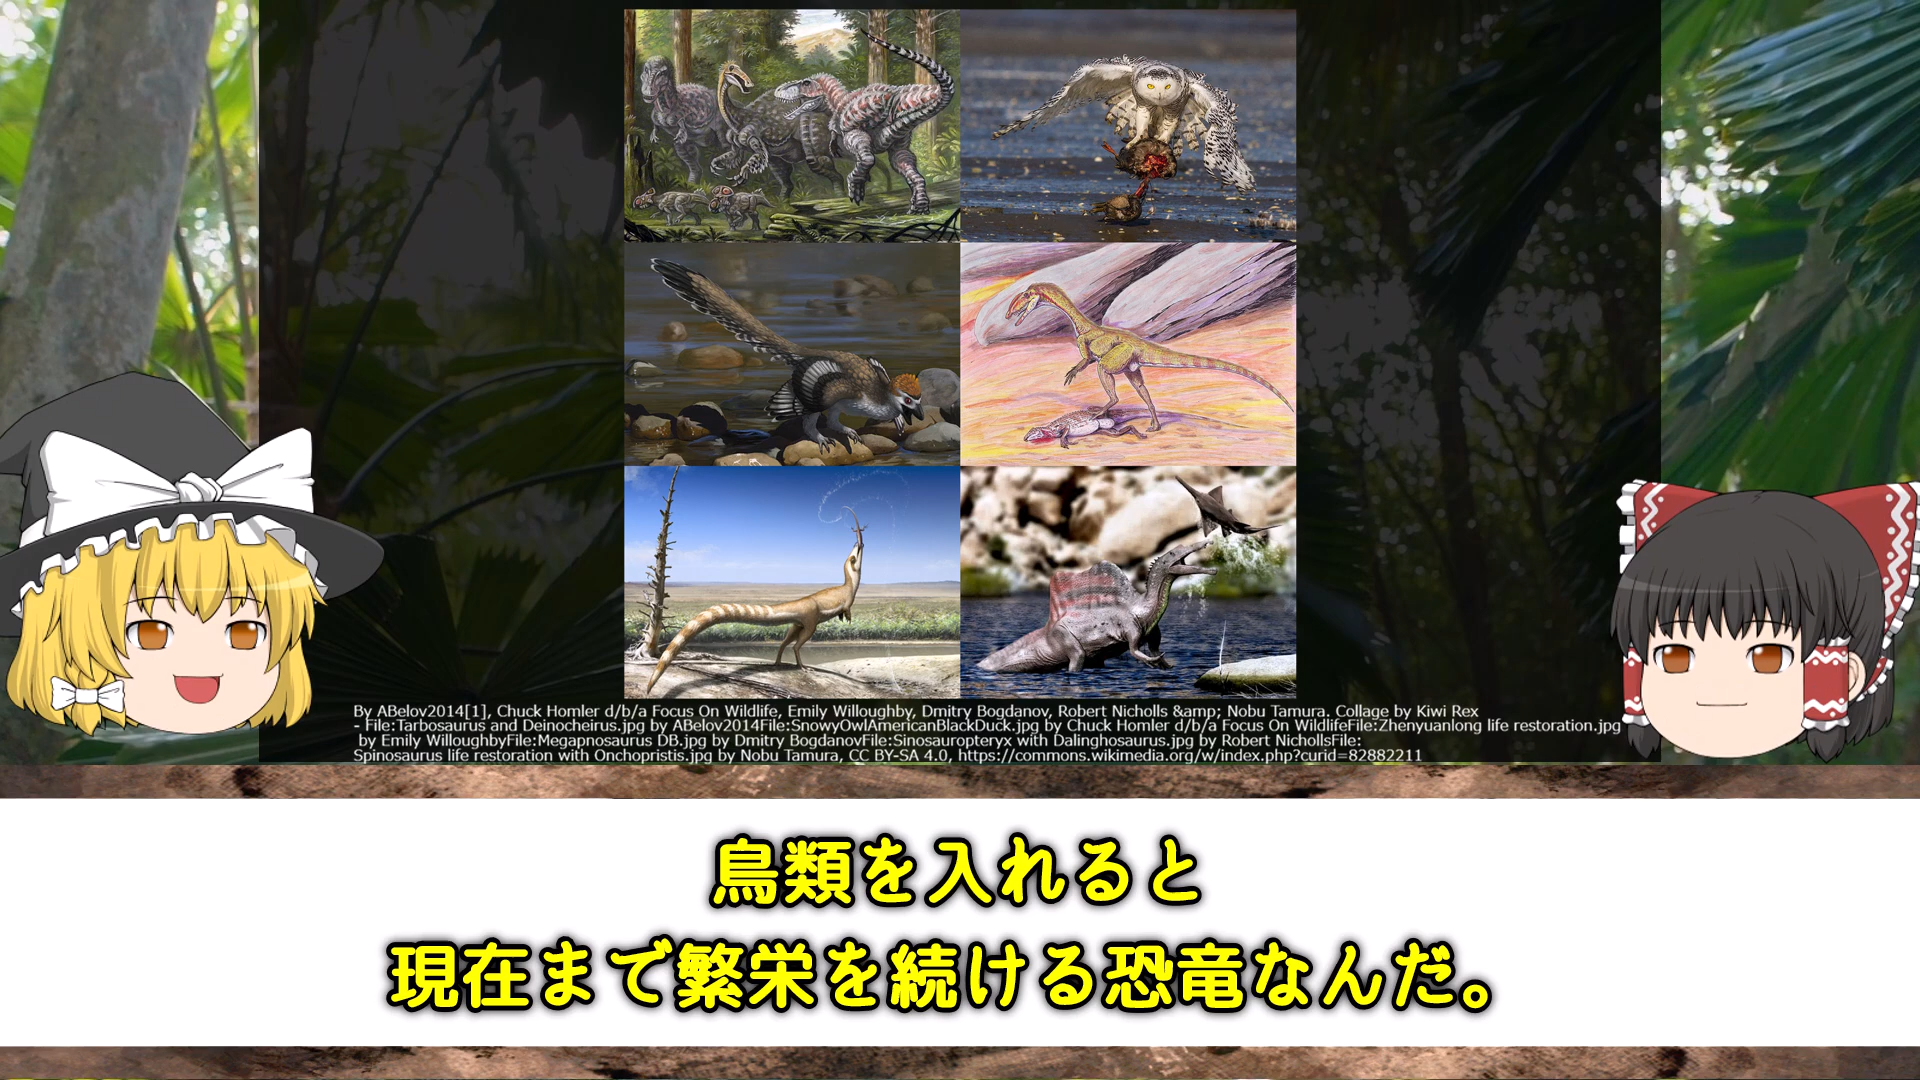 By ABelov2014[1], Chuck Homler d/b/a Focus On Wildlife, Emily Willoughby, Dmitry Bogdanov, Robert Nicholls &amp; Nobu Tamura. Collage by Kiwi Rex
- File:Tarbosaurus and Deinocheirus.jpg by ABelov2014File:SnowyOwlAmericanBlackDuck.jpg by Chuck Homler d/b/a Focus On WildlifeFile:Zhenyuanlong life restoration.jpg
by Emily WilloughbyFile:Megapnosaurus DB.jpg by Dmitry BogdanovFile:Sinosauropteryx with Dalinghosaurus.jpg by Robert NichollsFile:
Spinosaurus life restoration with Onchopristis.jpg by Nobu Tamura, CC BY-SA 4.0, https://commons.wikimedia.org/w/index.php?curid=82882211
鳥類を入れると
現在まで繁栄を続ける恐竜なんだ。